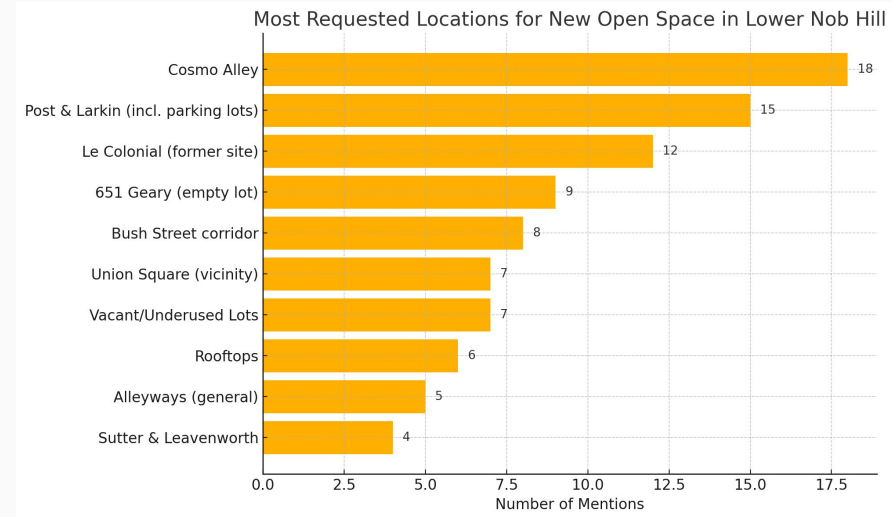 Most Requested Locations for New Open Space in Lower Nob Hill
Cosmo Alley 18
Post & Larkin (incl. parking lots) 15
Le Colonial (former site) 12
651 Geary (empty lot) 9
Bush Street corridor 8
Union Square (vicinity) 7
Vacant/Underused Lots 7
Rooftops 6
Alleyways (general) 5
Sutter & Leavenworth 4
0.0 2.5 5.0 7.5 10.0 12.5 15.0 17.5
Number of Mentions